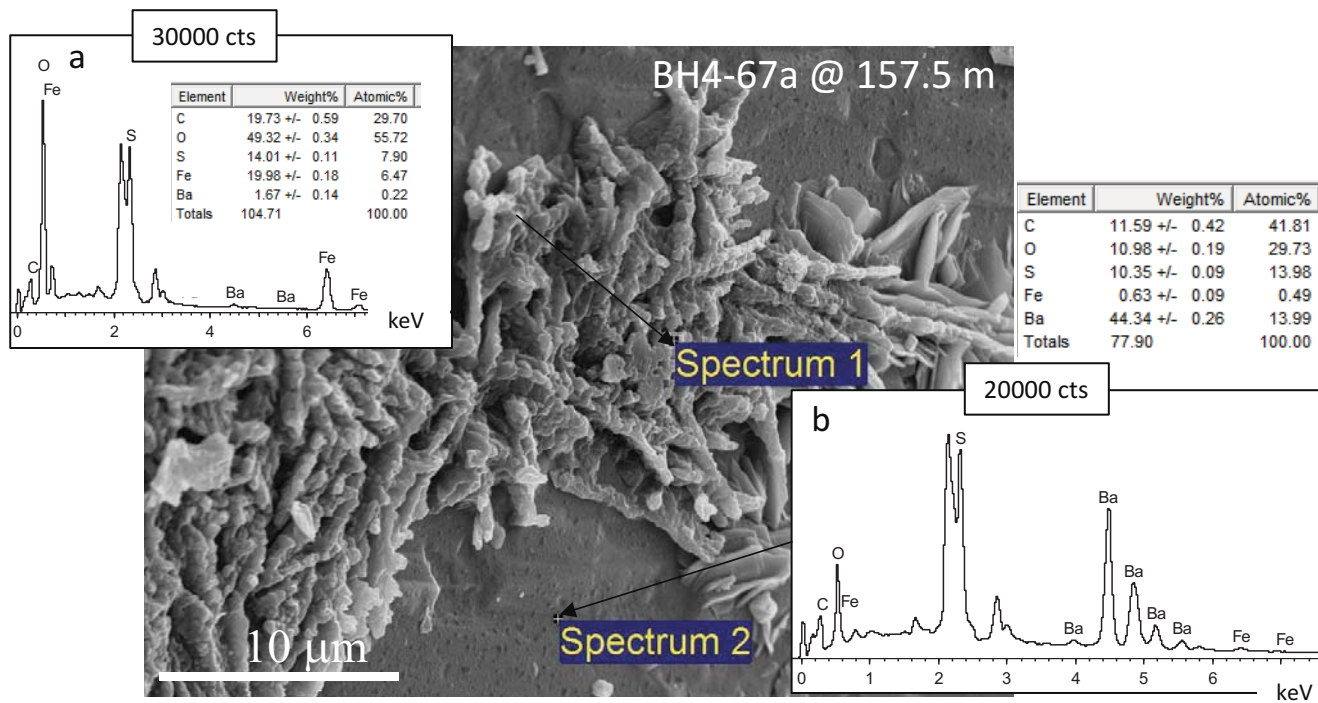 30000 cts
a
O
Fe
S
C
Ba
Ba
Fe
Fe
0 2 4 6
keV
Element Weight% Atomic%
C 19.73 +/- 0.59 29.70
O 49.32 +/- 0.34 55.72
S 14.01 +/- 0.11 7.90
Fe 19.98 +/- 0.18 6.47
Ba 1.67 +/- 0.14 0.22
Totals 104.71 100.00
BH4-67a @ 157.5 m
Element Weight% Atomic%
C 11.59 +/- 0.42 41.81
O 10.98 +/- 0.19 29.73
S 10.35 +/- 0.09 13.98
Fe 0.63 +/- 0.09 0.49
Ba 44.34 +/- 0.26 13.99
Totals 77.90 100.00
Spectrum 1
20000 cts
b
S
O
C
Fe
Ba
Ba
Ba
Ba
Ba
Fe
Fe
0 1 2 3 4 5 6
keV
Spectrum 2
10 μm